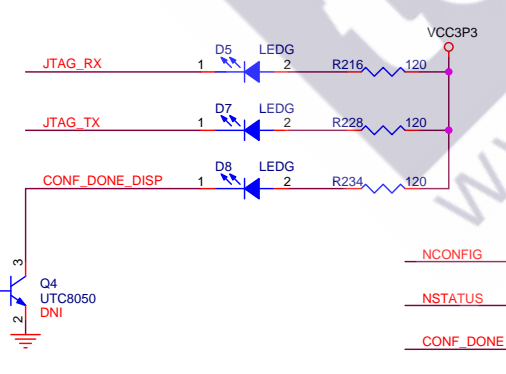 VCC3P3
D5 LEDG
JTAG_RX 1 2 R216 120
D7 LEDG
JTAG_TX 1 2 R228 120
D8 LEDG
CONF_DONE_DISP 1 2 R234 120
3
NCONFIG
Q4
UTC8050
NSTATUS
DNI
2
CONF_DONE